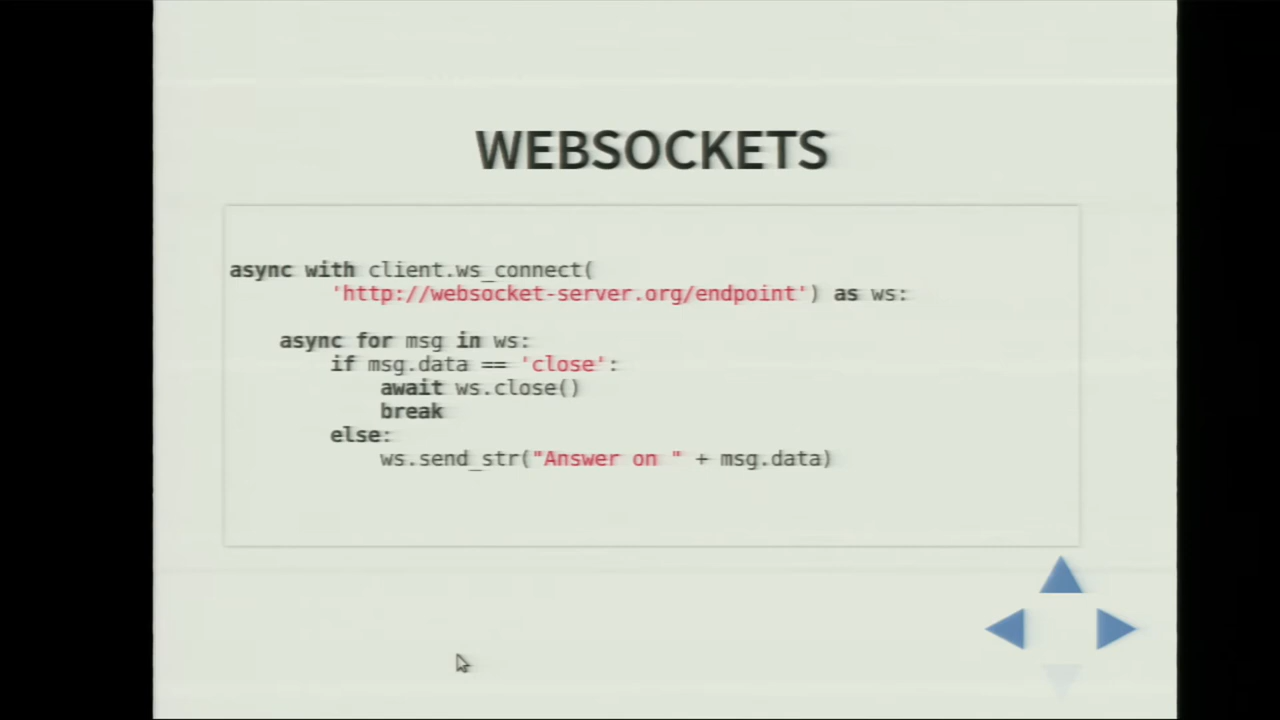 WEBSOCKETS
async with client.ws_connect(
        'http://websocket-server.org/endpoint') as ws:
    async for msg in ws:
        if msg.data == 'close':
            await ws.close()
            break
        else:
            ws.send_str("Answer on " + msg.data)